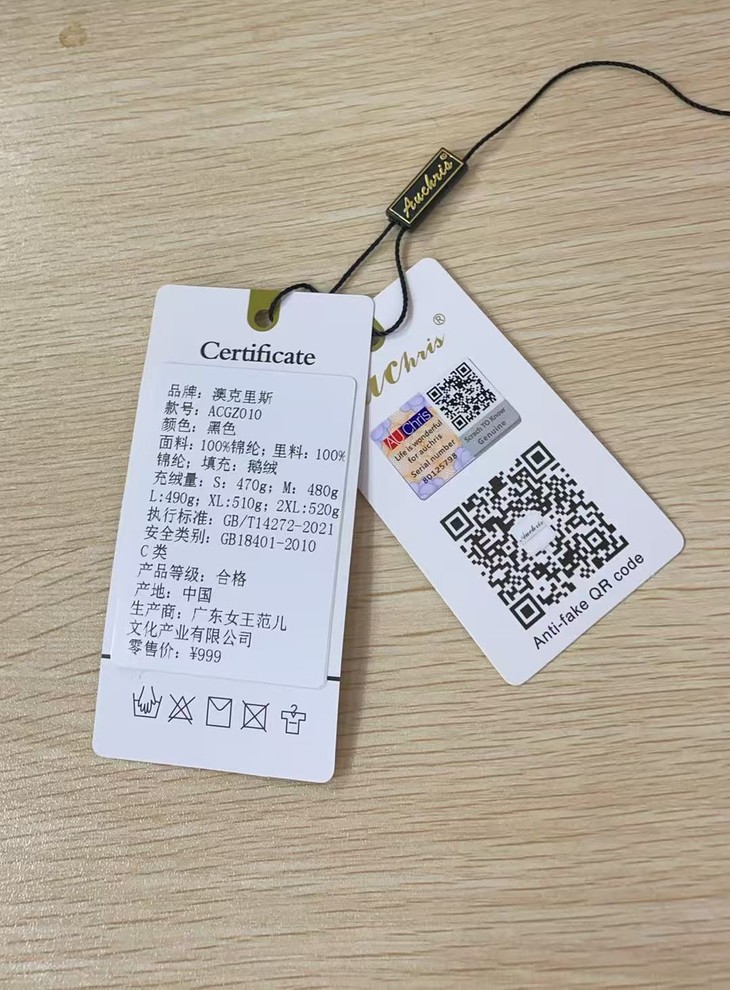 Auchris®
Certificate
品牌：澳克里斯
款号：ACGZ010
颜色：黑色
面料：100%锦纶；里料：100%
锦纶；填充：鹅绒
充绒量：S：470g；M：480g
L:490g；XL:510g；2XL:520g
执行标准：GB/T14272-2021
安全类别：GB18401-2010
C类
产品等级：合格
产地：中国
生产商：广东女王范儿
文化产业有限公司
零售价：¥999
auchris®
AUChris
Life is wonderful
for auchris
Serial number
80125798
Scrach TO Know
Genuine
Auchris
Anti-fake QR code